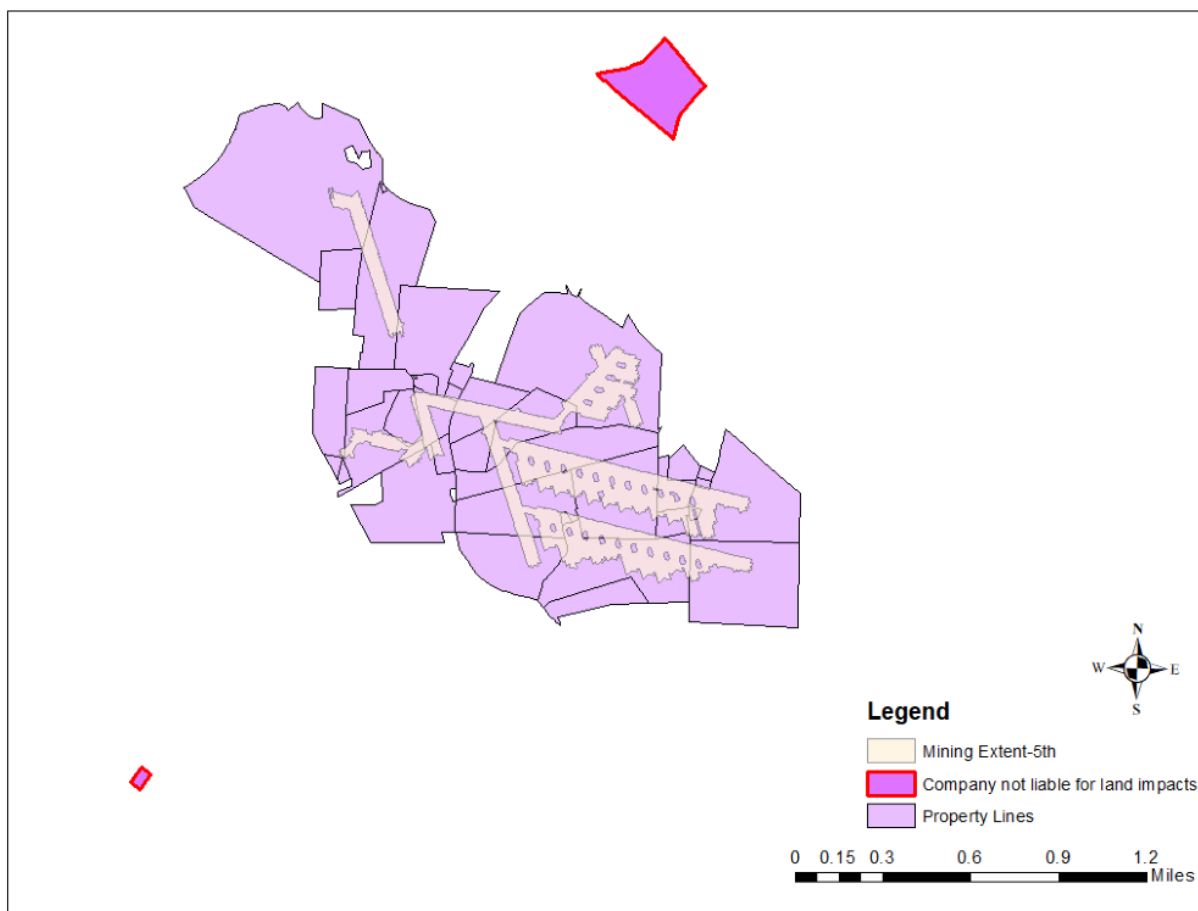 N
W E
S
Legend
Mining Extent-5th
Company not liable for land impacts
Property Lines
0 0.15 0.3 0.6 0.9 1.2
Miles